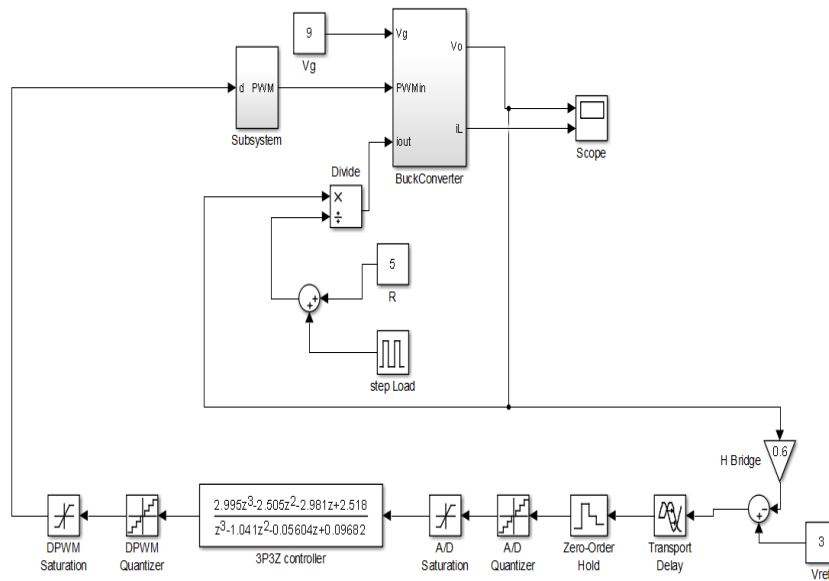 9
Vg
d PWM
Subsystem
Vg
PWMin
iout
Vo
iL
BuckConverter
Scope
Divide
×
÷
5
R
+
+
step Load
0.6
H Bridge
2.995z3-2.505z2-2.981z+2.518
z3-1.041z2-0.05604z+0.09682
3P3Z controller
DPWM
Saturation
DPWM
Quantizer
A/D
Saturation
A/D
Quantizer
Zero-Order
Hold
Transport
Delay
-
+
3
Vref